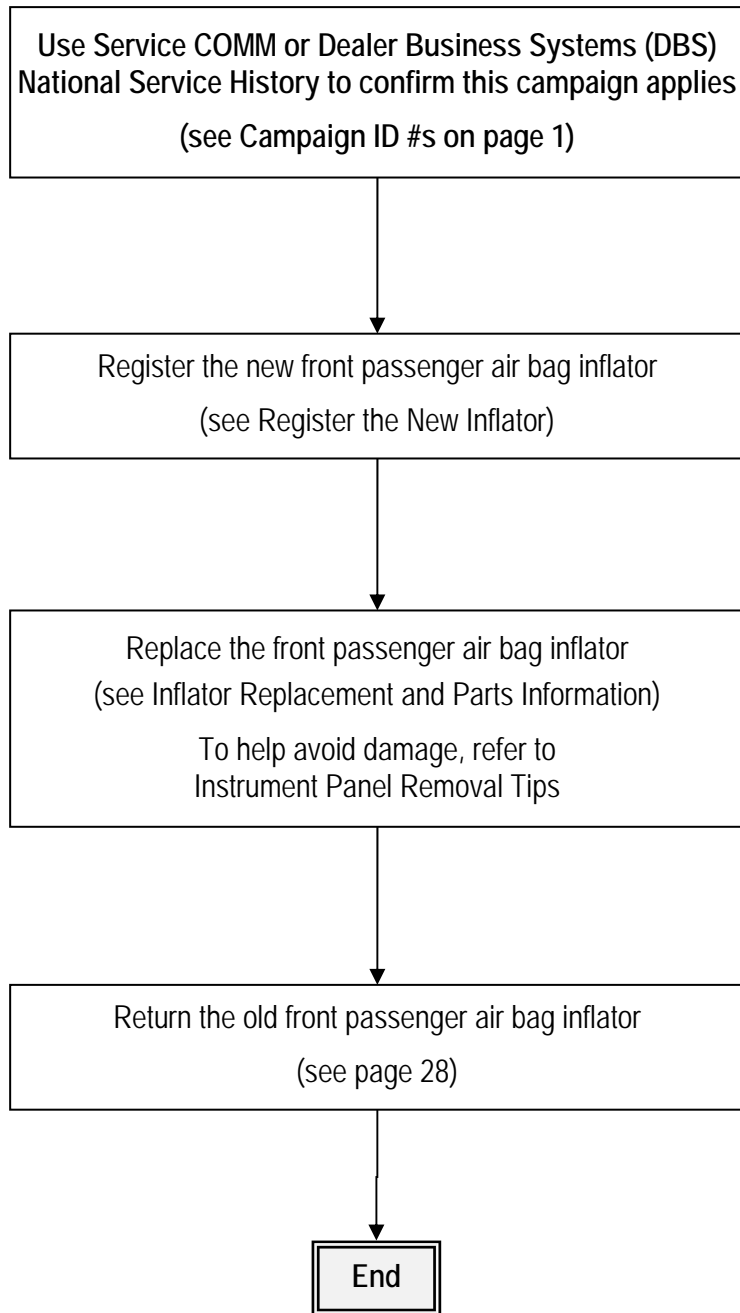 Use Service COMM or Dealer Business Systems (DBS)
National Service History to confirm this campaign applies
(see Campaign ID #s on page 1)
Register the new front passenger air bag inflator
(see Register the New Inflator)
Replace the front passenger air bag inflator
(see Inflator Replacement and Parts Information)
To help avoid damage, refer to
Instrument Panel Removal Tips
Return the old front passenger air bag inflator
(see page 28)
End